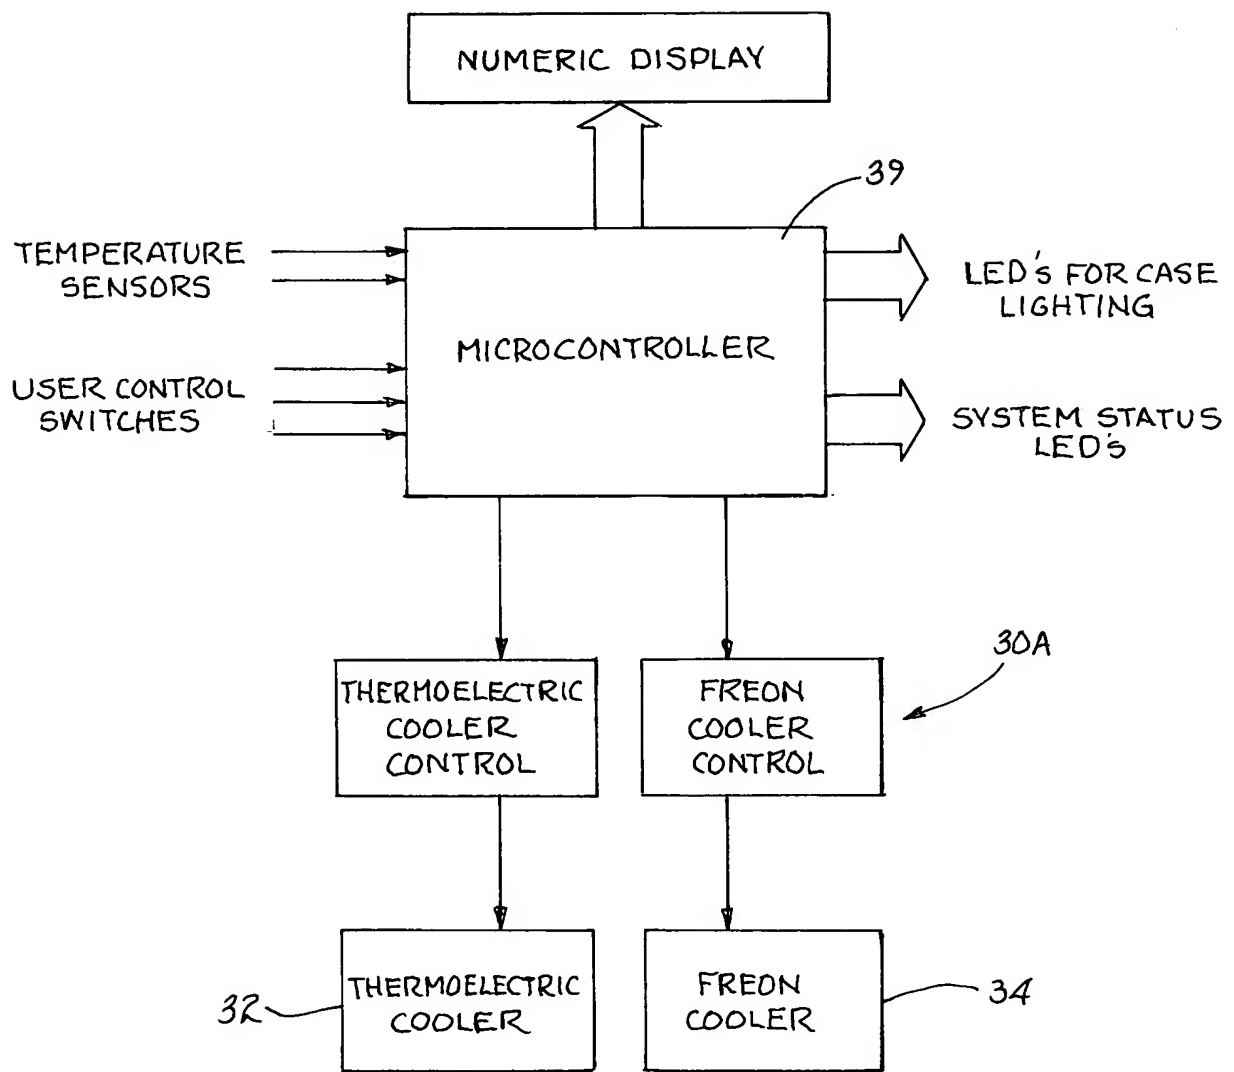 NUMERIC DISPLAY
39
TEMPERATURE
SENSORS
LED's FOR CASE
LIGHTING
MICROCONTROLLER
USER CONTROL
SWITCHES
SYSTEM STATUS
LED's
30A
THERMOELECTRIC
COOLER
CONTROL
FREON
COOLER
CONTROL
32
THERMOELECTRIC
COOLER
FREON
COOLER
34